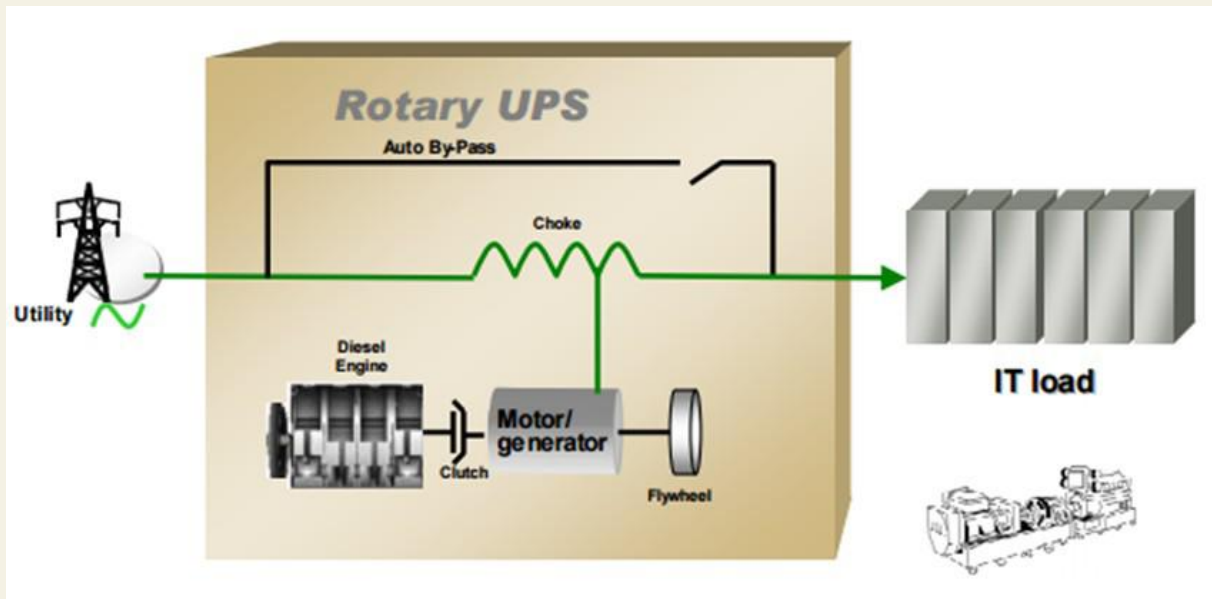 Rotary UPS
Auto By-Pass
Choke
Utility
Diesel
Engine
Motor/
generator
Clutch
Flywheel
IT load